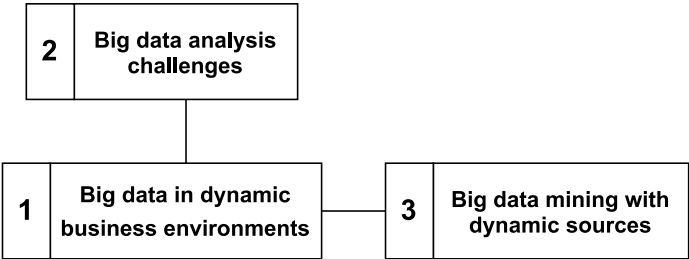 2
Big data analysis
challenges
1
Big data in dynamic
business environments
3
Big data mining with
dynamic sources